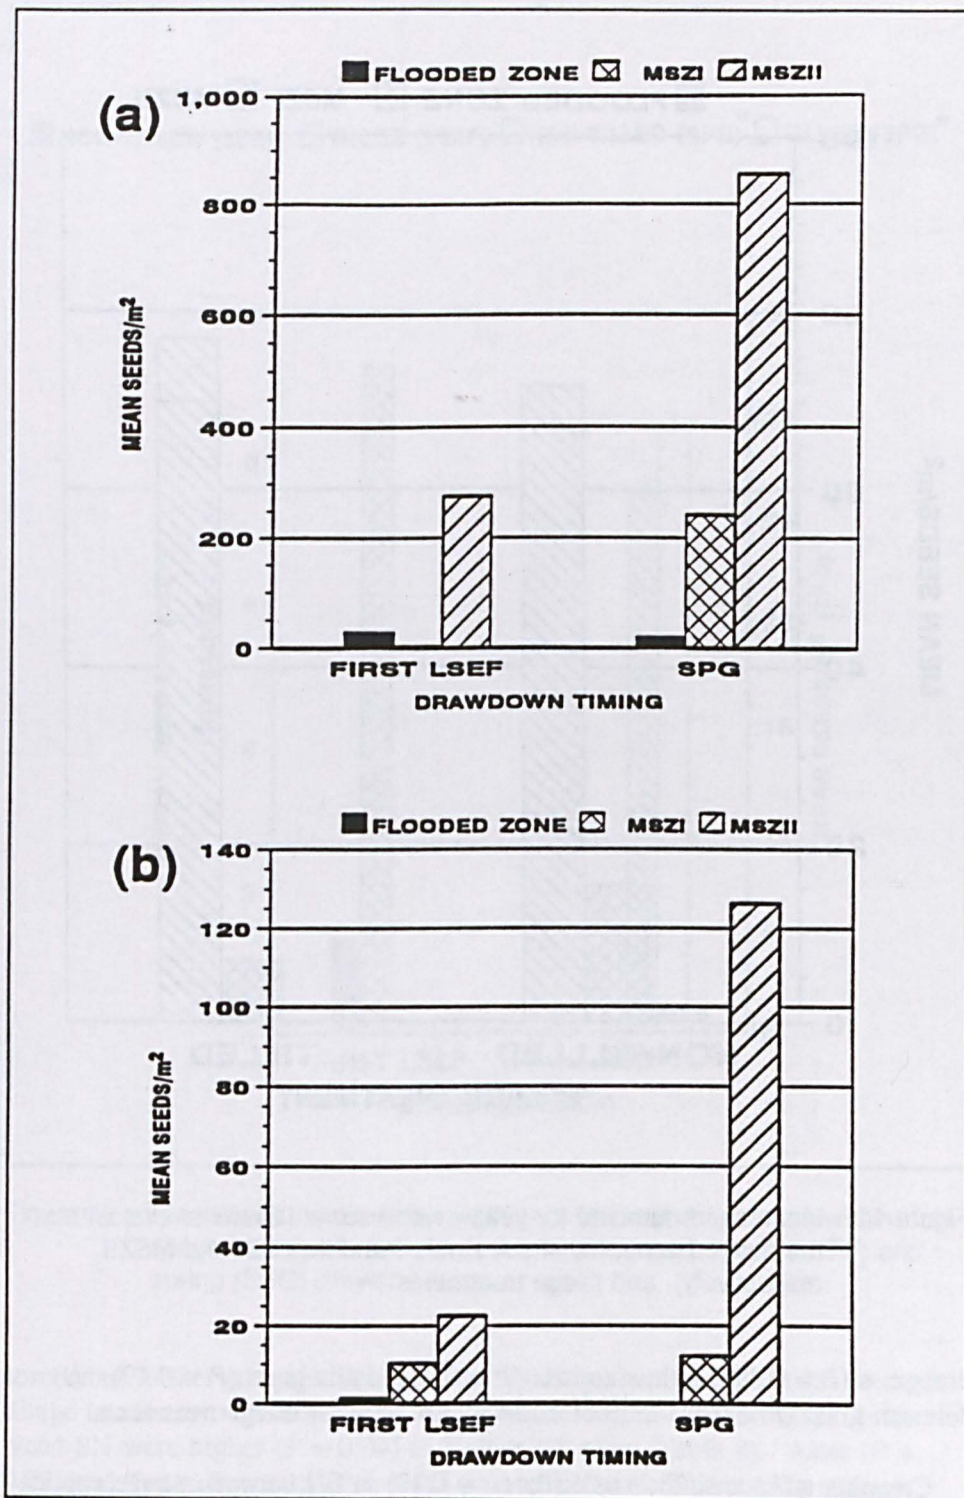 FLOODED ZONE MSZI MSZII
(a)
1,000
800
600
400
200
0
MEAN SEEDS/m²
FIRST LSEF SPG
DRAWDOWN TIMING
FLOODED ZONE MSZI MSZII
(b)
140
120
100
80
60
40
20
0
MEAN SEEDS/m²
FIRST LSEF SPG
DRAWDOWN TIMING